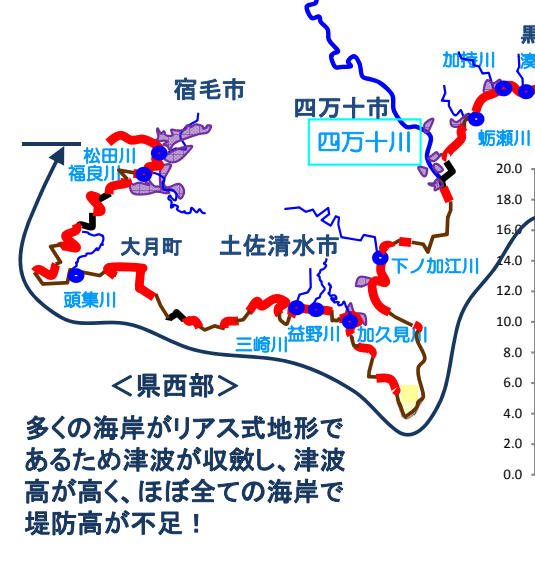 黒
加持川
湊
宿毛市
四万十市
四万十川
蛎瀬川
松田川
福良川
20.0
18.0
16.0
大月町
土佐清水市
14.0
下ノ加江川
頭集川
12.0
10.0
三崎川
益野川
加久見川
8.0
6.0
4.0
2.0
0.0
＜県西部＞
多くの海岸がリアス式地形で
あるため津波が収斂し、津波
高が高く、ほぼ全ての海岸で
堤防高が不足！